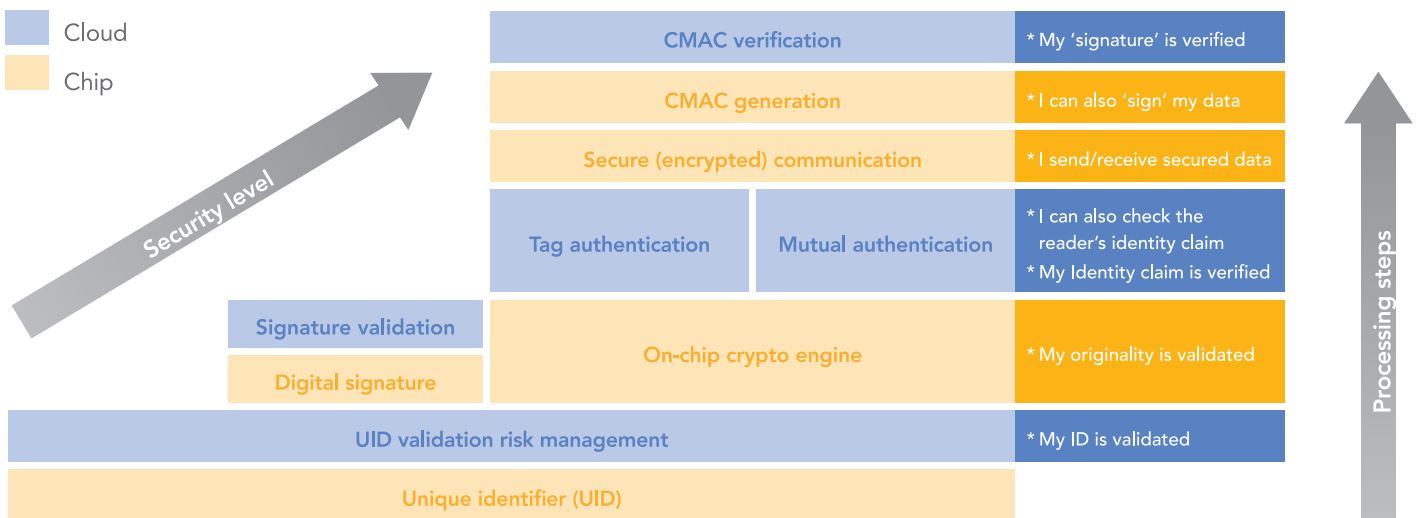 Cloud
Chip
Security level
CMAC verification
* My ‘signature’ is verified
CMAC generation
* I can also ‘sign’ my data
Secure (encrypted) communication
* I send/receive secured data
Tag authentication
Mutual authentication
* I can also check the
reader’s identity claim
* My Identity claim is verified
Signature validation
Digital signature
On-chip crypto engine
* My originality is validated
UID validation risk management
* My ID is validated
Unique identifier (UID)
Processing steps